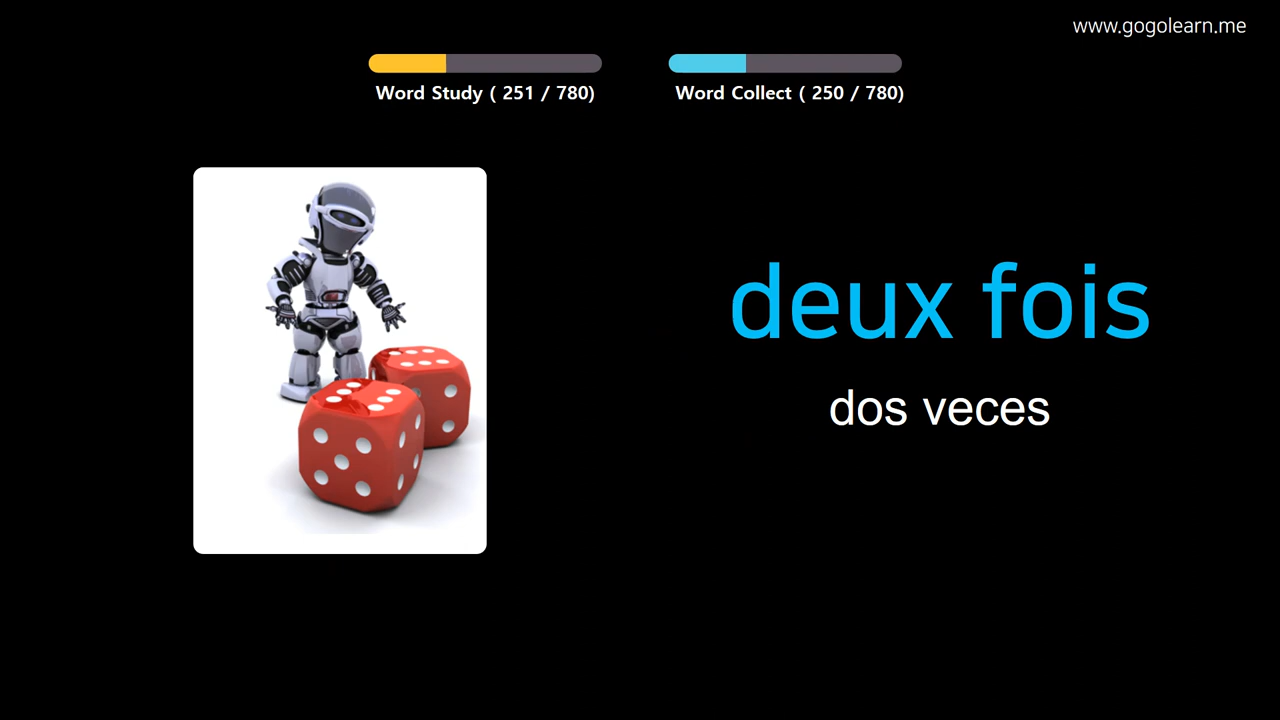 www.gogolearn.me
Word Study ( 251 / 780)
Word Collect ( 250 / 780)
deux fois
dos veces